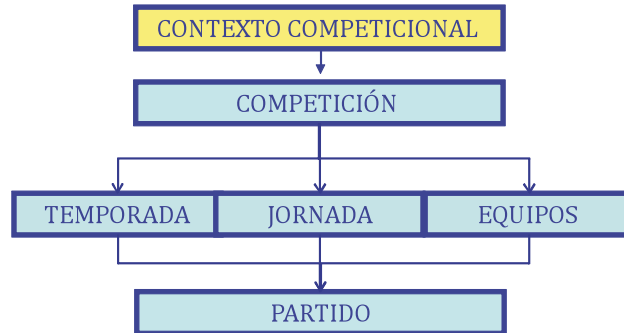 CONTEXTO COMPETICIONAL
COMPETICIÓN
TEMPORADA
JORNADA
EQUIPOS
PARTIDO